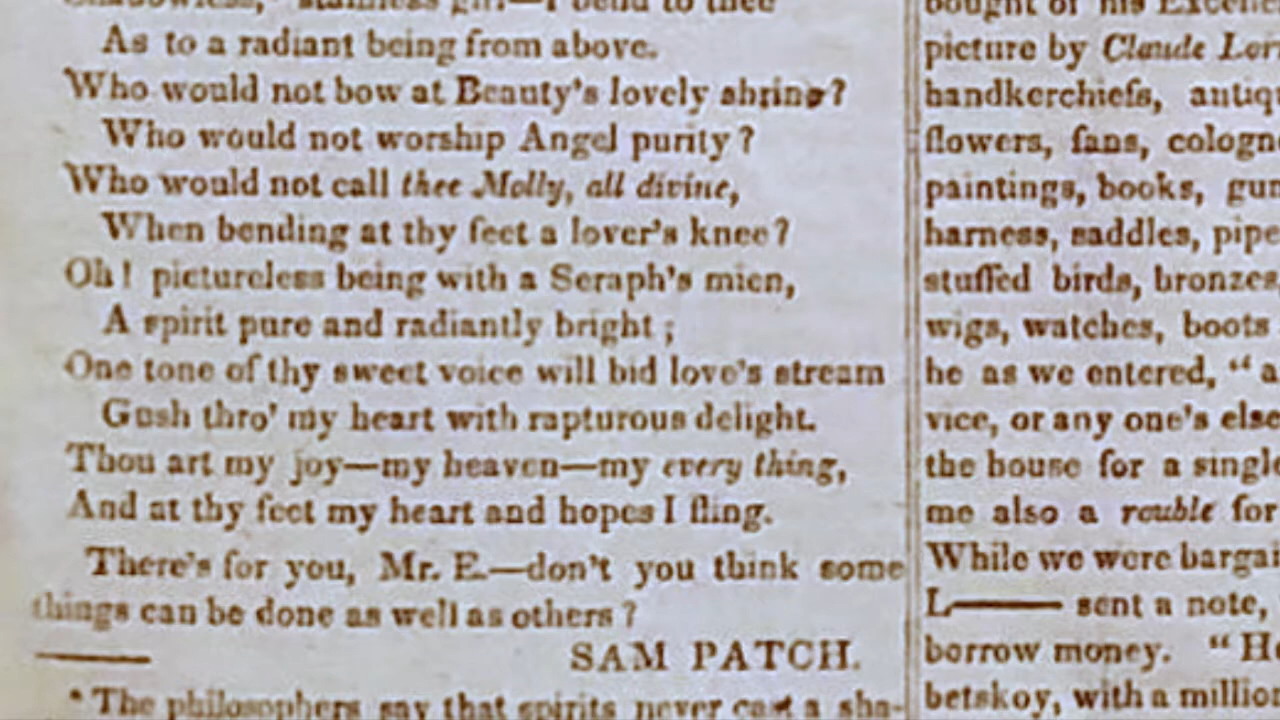 stainless girl—I bend to thee
As to a radiant being from above.
Who would not bow at Beauty's lovely shrine?
Who would not worship Angel purity?
Who would not call thee Molly, all divine,
When bending at thy feet a lover's knee?
Oh! pictureless being with a Seraph's mien,
A spirit pure and radiantly bright;
One tone of thy sweet voice will bid love's stream
Gush thro' my heart with rapturous delight.
Thou art my joy—my heaven—my every thing,
And at thy feet my heart and hopes I fling.
There's for you, Mr. E.—don't you think some
things can be done as well as others?
SAM PATCH.
* The philosophers say that spirits never cast a sha-
bought of his
picture by Claude
handkerchiefs,
flowers, fans,
paintings, books,
harness, saddles,
stuffed birds, bronzes
wigs, watches, boots
he as we entered, "a
vice, or any one's else
the house for a single
me also a rouble for
While we were
L—— sent a note,
borrow money. "
betskoy, with a